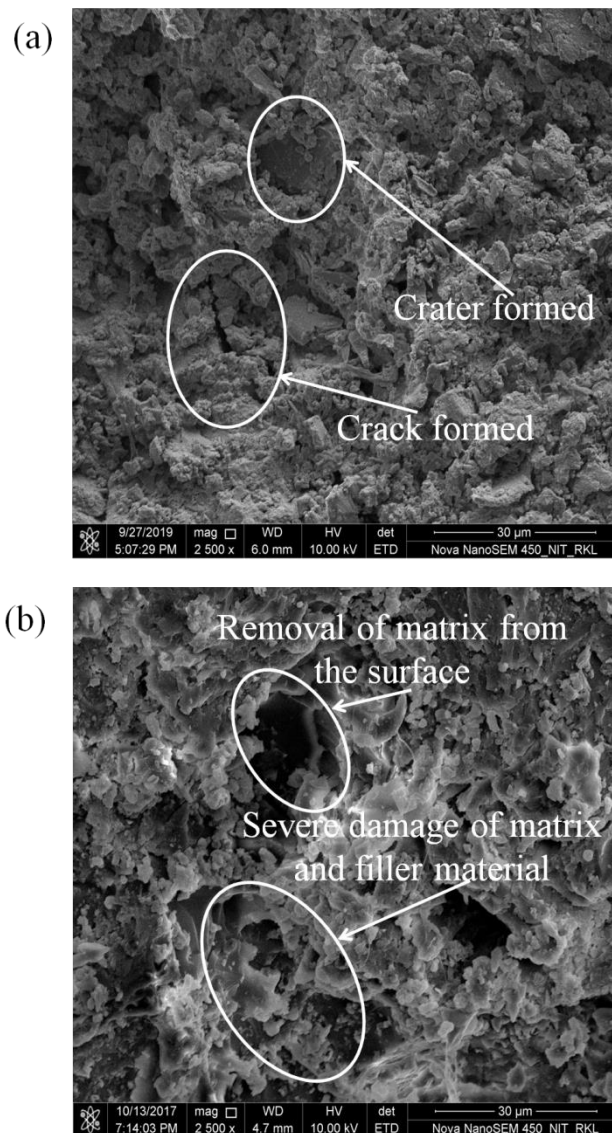 (a)
Crater formed
Crack formed
9/27/2019 mag □ WD HV det 30 µm
5:07:29 PM 2 500 x 6.0 mm 10.00 kV ETD Nova NanoSEM 450_NIT_RKL
(b)
Removal of matrix from
the surface
Severe damage of matrix
and filler material
10/13/2017 mag □ WD HV det 30 µm
7:14:03 PM 2 500 x 4.7 mm 10.00 kV ETD Nova NanoSEM 450_NIT_RKL